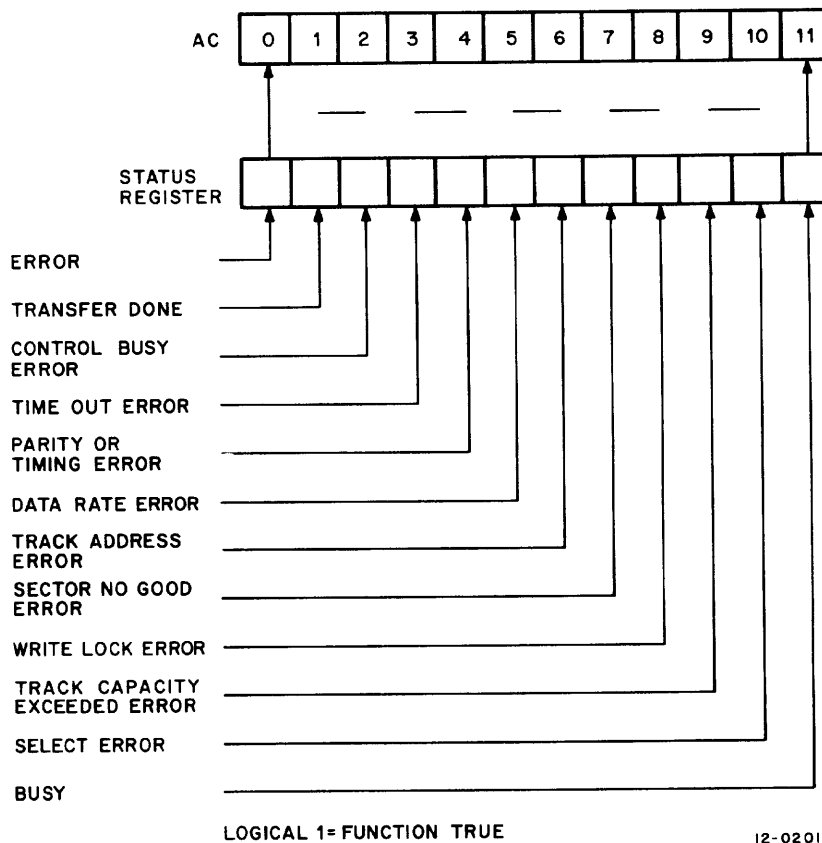 AC 0 1 2 3 4 5 6 7 8 9 10 11
STATUS
REGISTER
ERROR
TRANSFER DONE
CONTROL BUSY
ERROR
TIME OUT ERROR
PARITY OR
TIMING ERROR
DATA RATE ERROR
TRACK ADDRESS
ERROR
SECTOR NO GOOD
ERROR
WRITE LOCK ERROR
TRACK CAPACITY
EXCEEDED ERROR
SELECT ERROR
BUSY
LOGICAL 1= FUNCTION TRUE
12-0201